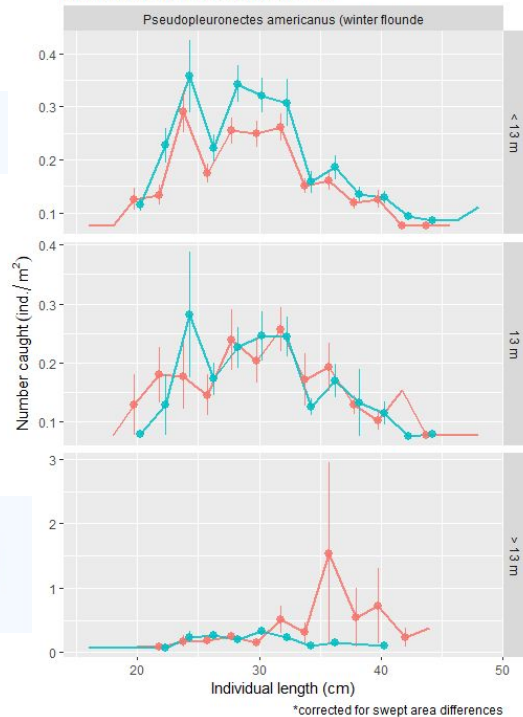 Pseudopleuronectes americanus (winter flounde
0.4
0.3
0.2
0.1
< 13 m
0.4
0.3
0.2
0.1
13 m
Number caught (ind./m²)
3
2
1
0
> 13 m
20
30
40
50
Individual length (cm)
*corrected for swept area differences